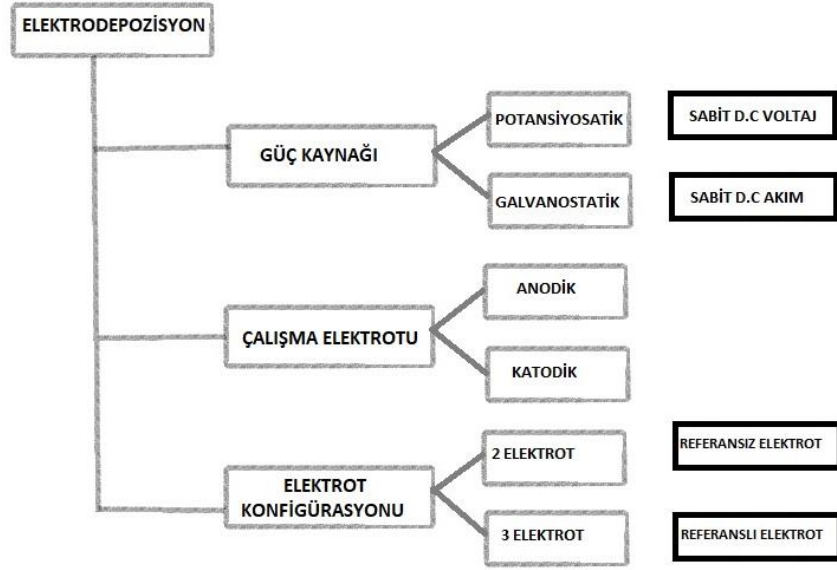 ELEKTRODEPOZİSYON
GÜÇ KAYNAĞI
POTANSİYOSATİK
SABİT D.C VOLTAJ
GALVANOSTATİK
SABİT D.C AKIM
ÇALIŞMA ELEKTROTU
ANODİK
KATODİK
ELEKTROT
KONFİGÜRASYONU
2 ELEKTROT
REFERANSIZ ELEKTROT
3 ELEKTROT
REFERANSLI ELEKTROT